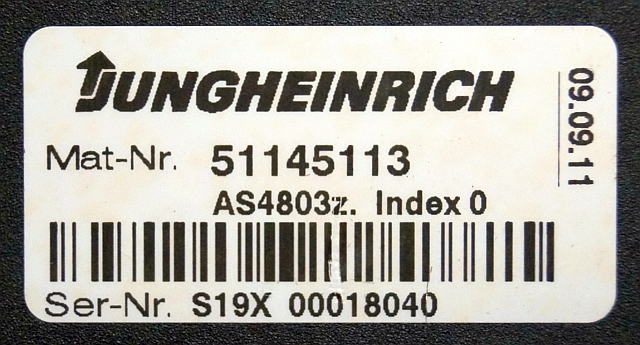 JUNGHEINRICH
Mat-Nr. 51145113
AS4803z. Index 0
Ser-Nr. S19X 00018040
09.09.11